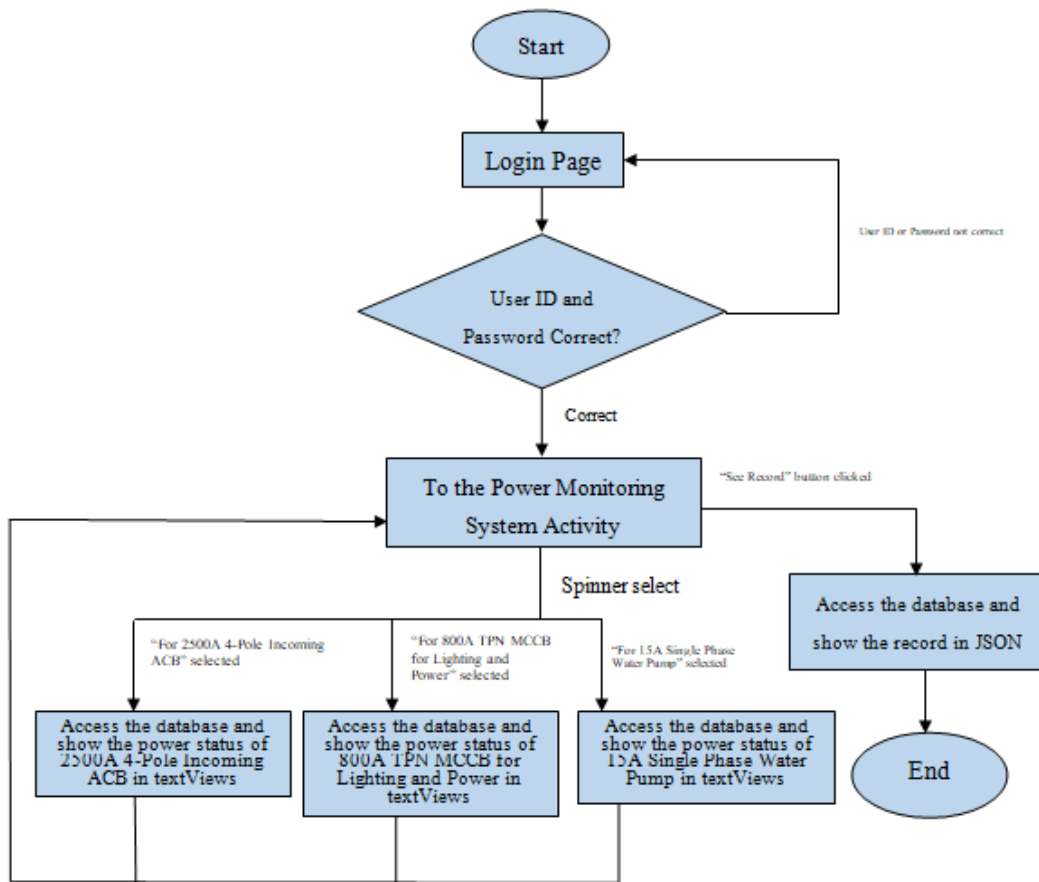 Start
Login Page
User ID or Password not correct
User ID and
Password Correct?
Correct
To the Power Monitoring
System Activity
“See Record” button clicked
Spinner select
“For 2500A 4-Pole Incoming
ACB” selected
“For 800A TPN MCCB
for Lighting and
Power” selected
“For 15A Single Phase
Water Pump” selected
Access the database and
show the record in JSON
Access the database and
show the power status of
2500A 4-Pole Incoming
ACB in textViews
Access the database and
show the power status of
800A TPN MCCB for
Lighting and Power in
textViews
Access the database and
show the power status of
15A Single Phase Water
Pump in textViews
End